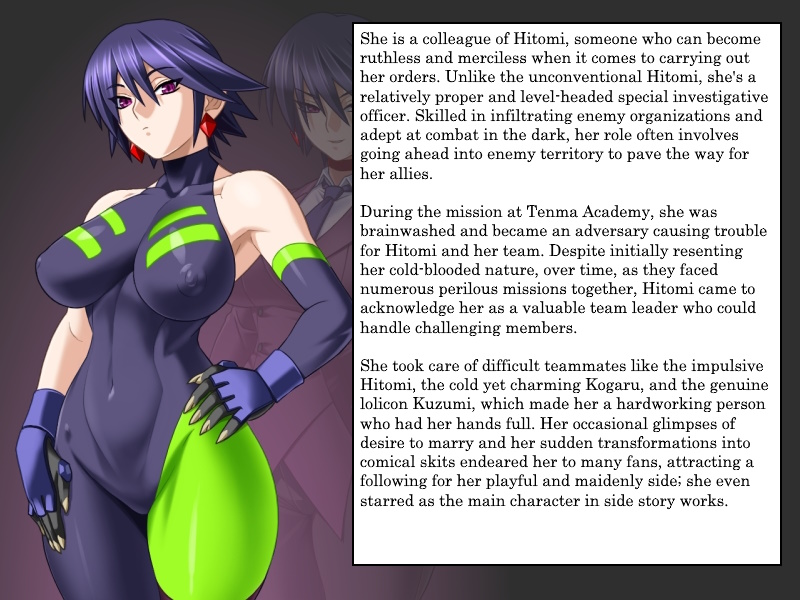 She is a colleague of Hitomi, someone who can become
ruthless and merciless when it comes to carrying out
her orders. Unlike the unconventional Hitomi, she's a
relatively proper and level-headed special investigative
officer. Skilled in infiltrating enemy organizations and
adept at combat in the dark, her role often involves
going ahead into enemy territory to pave the way for
her allies.
During the mission at Tenma Academy, she was
brainwashed and became an adversary causing trouble
for Hitomi and her team. Despite initially resenting
her cold-blooded nature, over time, as they faced
numerous perilous missions together, Hitomi came to
acknowledge her as a valuable team leader who could
handle challenging members.
She took care of difficult teammates like the impulsive
Hitomi, the cold yet charming Kogaru, and the genuine
lolicon Kuzumi, which made her a hardworking person
who had her hands full. Her occasional glimpses of
desire to marry and her sudden transformations into
comical skits endeared her to many fans, attracting a
following for her playful and maidenly side; she even
starred as the main character in side story works.